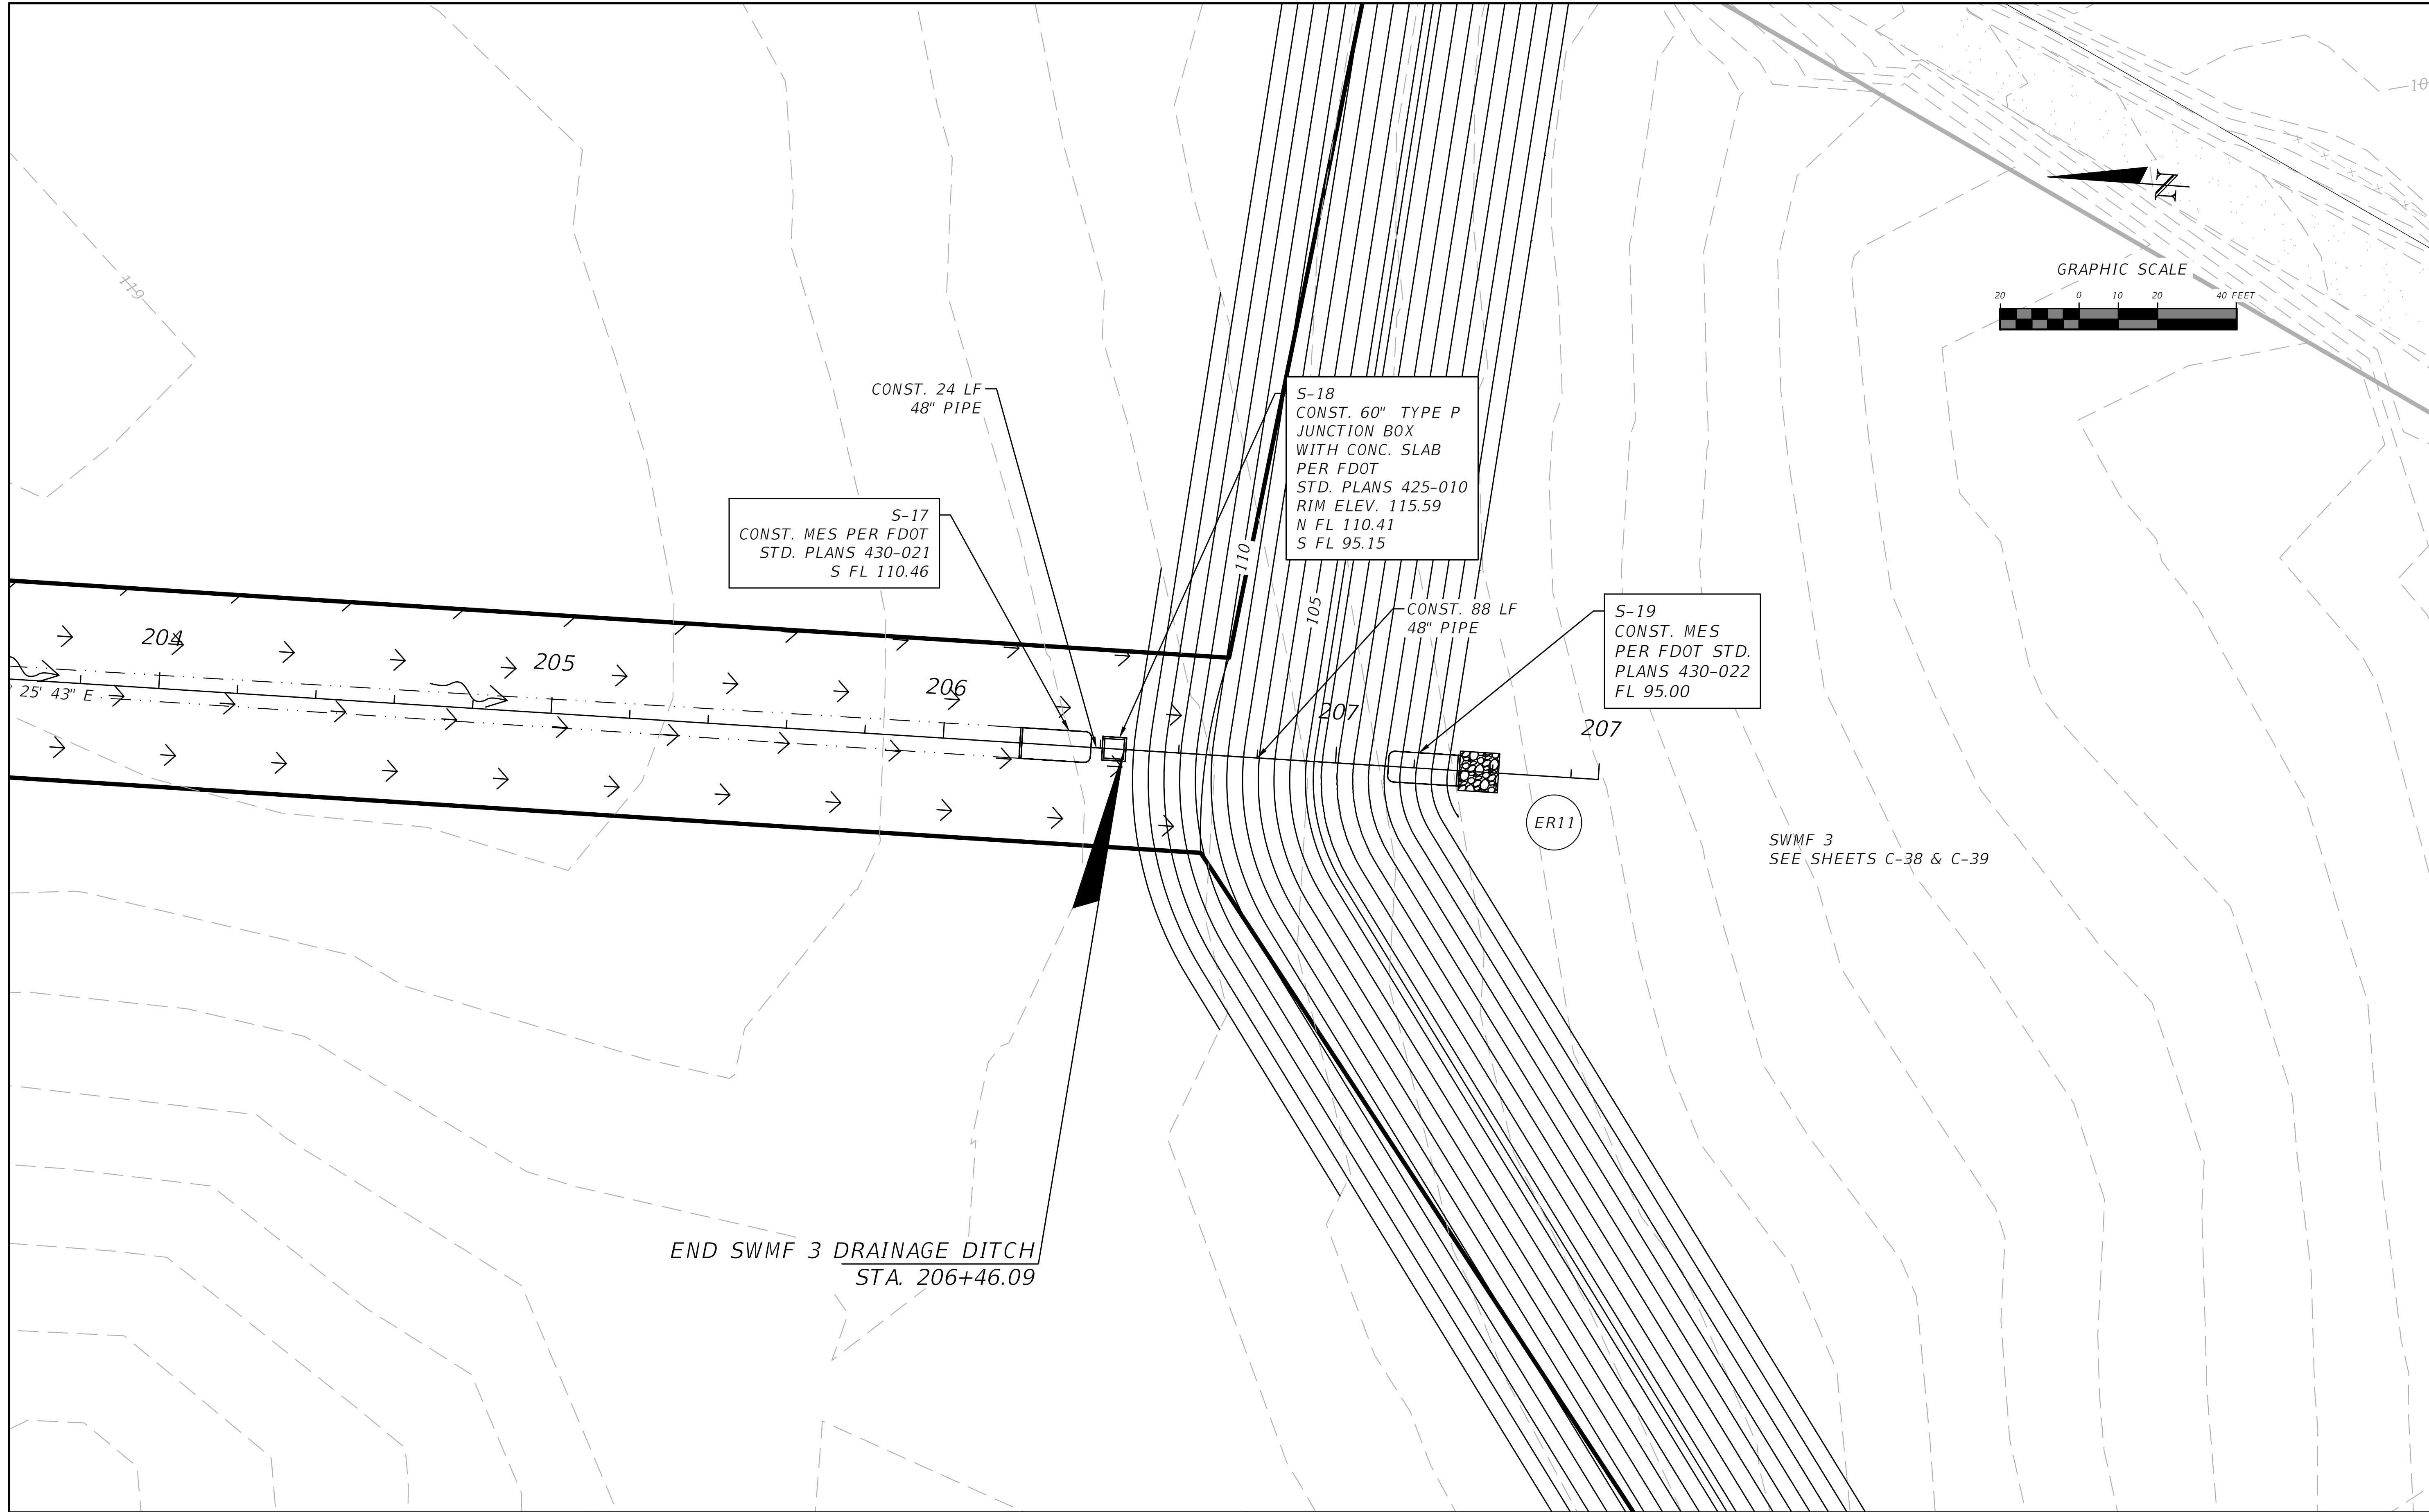 10
N
GRAPHIC SCALE
20 0 10 20 40 FEET
119
CONST. 24 LF
48" PIPE
S-18
CONST. 60" TYPE P
JUNCTION BOX
WITH CONC. SLAB
PER FDOT
STD. PLANS 425-010
RIM ELEV. 115.59
N FL 110.41
S FL 95.15
S-17
CONST. MES PER FDOT
STD. PLANS 430-021
S FL 110.46
110
105
CONST. 88 LF
48" PIPE
S-19
CONST. MES
PER FDOT STD.
PLANS 430-022
FL 95.00
204
205
206
207
207
25' 43" E
ER11
SWMF 3
SEE SHEETS C-38 & C-39
END SWMF 3 DRAINAGE DITCH
STA. 206+46.09